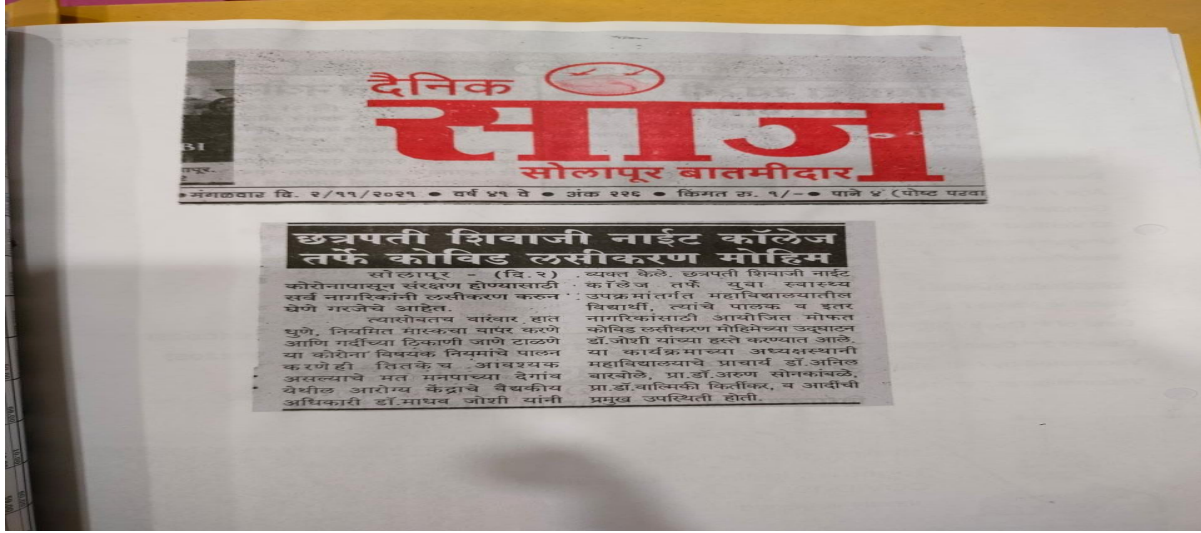 दैनिक
सांज
सोलापूर बातमीदार
BI
मंगळवार दि. २/११/२०२१ ● वर्ष ४१ वे ● अंक २२६ ● किंमत रु. १/- ● पाने ४ (पोष्ट परवा
छत्रपती शिवाजी नाईट कॉलेज
तर्फे कोविड लसीकरण मोहिम
सोलापूर - (दि.२)
कोरोनापासून संरक्षण होण्यासाठी
सर्व नागरिकांनी लसीकरण करुन
घेणे गरजेचे आहेत.
त्यासोबतच वारंवार हात
धुणे, नियमित मास्कचा वापर करणे
आणि गर्दीच्या ठिकाणी जाणे टाळणे
या कोरोना विषयक नियमांचे पालन
करणेही तितकेच आवश्यक
असल्याचे मत मनपाच्या देगांव
येथील आरोग्य केंद्राचे वैद्यकीय
अधिकारी डॉ.माधव जोशी यांनी
व्यक्त केले. छत्रपती शिवाजी नाईट
कॉलेज तर्फे युवा स्वास्थ्य
उपक्रमांतर्गत महाविद्यालयातील
विद्यार्थी, त्यांचे पालक व इतर
नागरिकांसाठी आयोजित मोफत
कोविड लसीकरण मोहिमेच्या उद्घाटन
डॉ.जोशी यांच्या हस्ते करण्यात आले.
या कार्यक्रमाच्या अध्यक्षस्थानी
महाविद्यालयाचे प्राचार्य डॉ.अनिल
बारबोले, प्रा.डॉ.अरुण सोनकांबळे,
प्रा.डॉ.वाल्मिकी किर्तीकर, व आदींची
प्रमुख उपस्थिती होती.